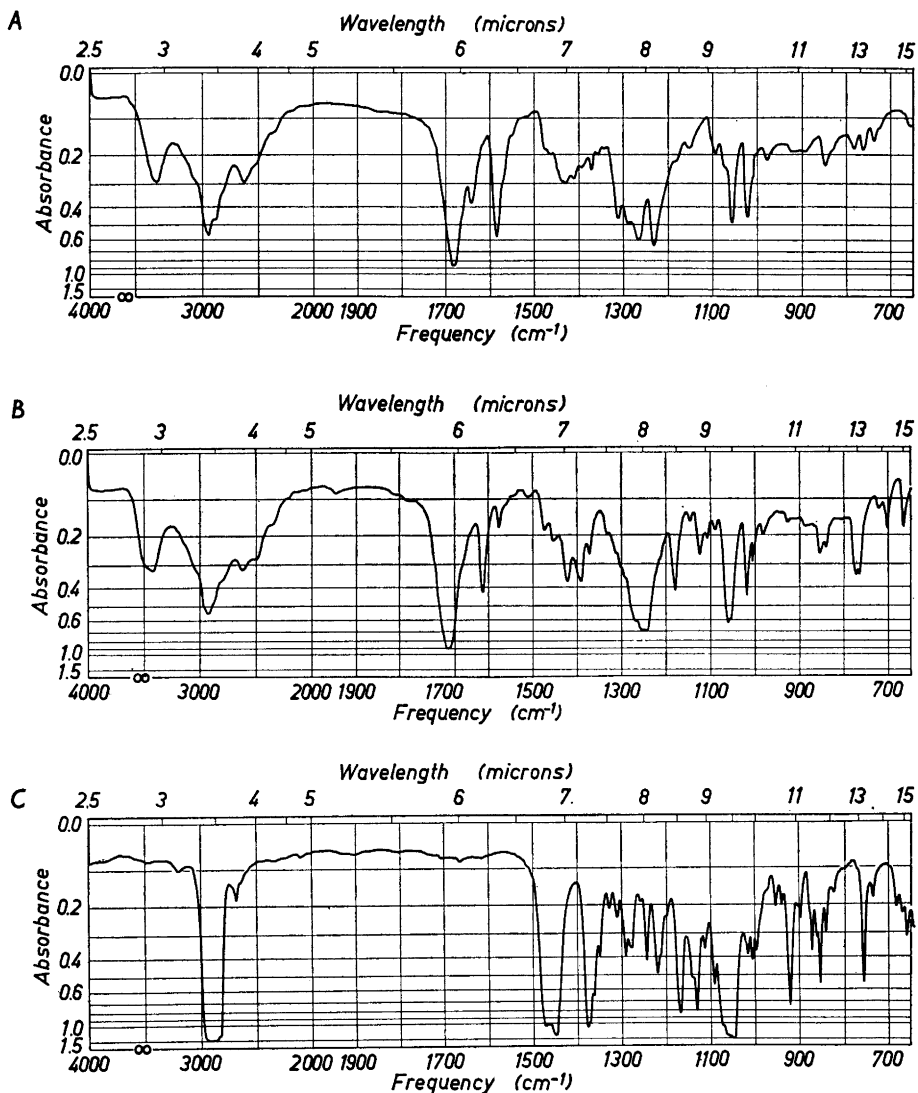 A
Wavelength (microns)
2.5 3 4 5 6 7 8 9 11 13 15
0.0
0.2
0.4
0.6
1.0
1.5
Absorbance
∞
4000 3000 2000 1900 1700 1500 1300 1100 900 700
Frequency (cm-1)
B
Wavelength (microns)
2.5 3 4 5 6 7 8 9 11 13 15
0.0
0.2
0.4
0.6
1.0
1.5
Absorbance
∞
4000 3000 2000 1900 1700 1500 1300 1100 900 700
Frequency (cm-1)
C
Wavelength (microns)
2.5 3 4 5 6 7. 8 9 11 13 15
0.0
0.2
0.4
0.6
1.0
1.5
Absorbance
∞
4000 3000 2000 1900 1700 1500 1300 1100 900 700
Frequency (cm-1)